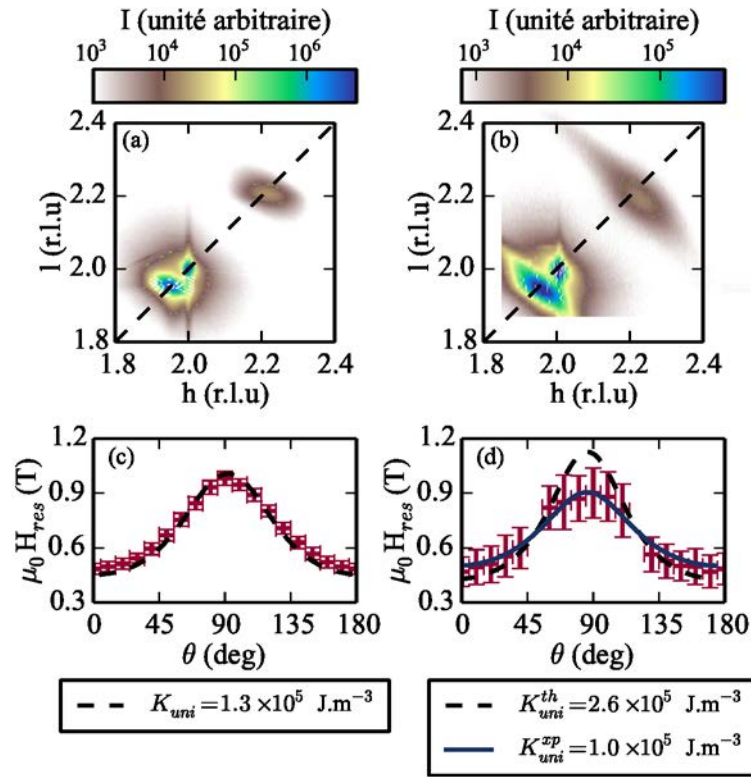 I (unité arbitraire) I (unité arbitraire)
10³ 10⁴ 10⁵ 10⁶ 10³ 10⁴ 10⁵
2.4 (a) 2.4 (b)
2.2 2.2
l (r.l.u) 2.0 l (r.l.u) 2.0
1.8 1.8
1.8 2.0 2.2 2.4 1.8 2.0 2.2 2.4
h (r.l.u) h (r.l.u)
1.2 (c) 1.2 (d)
0.9 0.9
μ₀H_res (T) μ₀H_res (T)
0.6 0.6
0.3 0.3
0 45 90 135 180 0 45 90 135 180
θ (deg) θ (deg)
K_uni=1.3×10⁵ J.m⁻³ K_uni^th=2.6×10⁵ J.m⁻³
K_uni^xp=1.0×10⁵ J.m⁻³